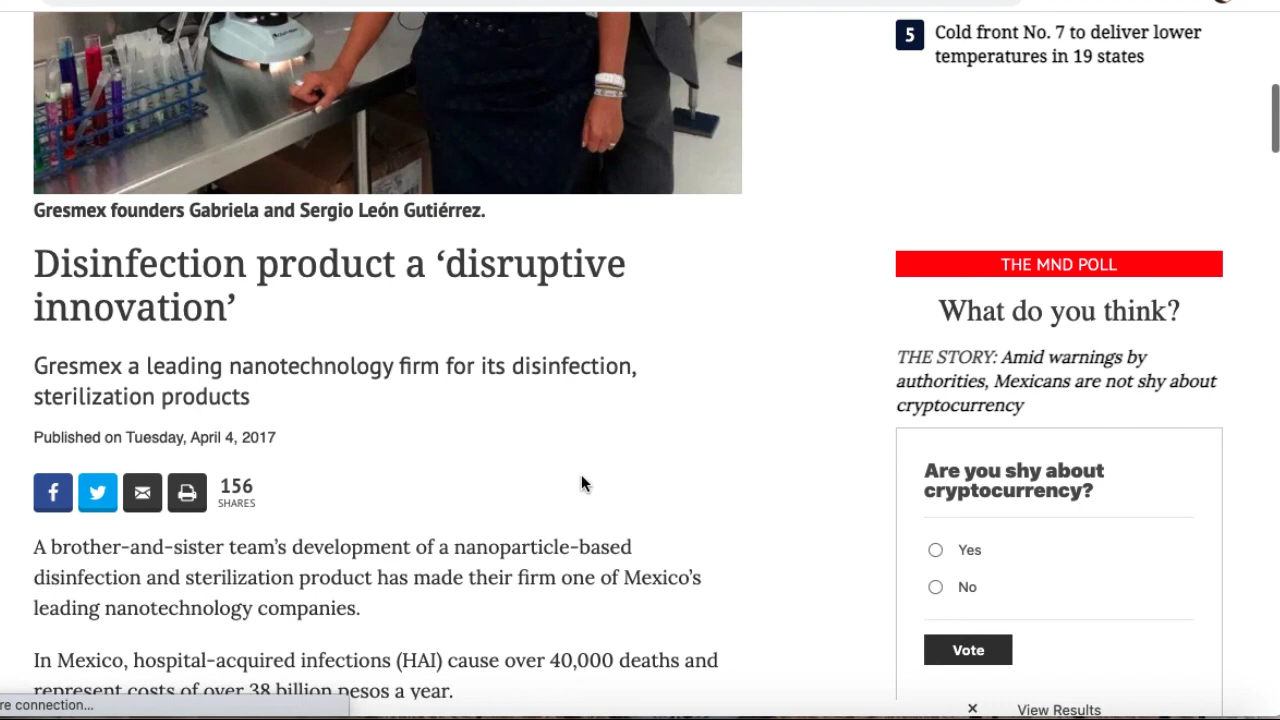 5 Cold front No. 7 to deliver lower
temperatures in 19 states
Gresmex founders Gabriela and Sergio León Gutiérrez.
Disinfection product a ‘disruptive
innovation’
Gresmex a leading nanotechnology firm for its disinfection,
sterilization products
Published on Tuesday, April 4, 2017
156
SHARES
A brother-and-sister team’s development of a nanoparticle-based
disinfection and sterilization product has made their firm one of Mexico’s
leading nanotechnology companies.
In Mexico, hospital-acquired infections (HAI) cause over 40,000 deaths and
represent costs of over 38 billion pesos a year.
THE MND POLL
What do you think?
THE STORY: Amid warnings by
authorities, Mexicans are not shy about
cryptocurrency
Are you shy about
cryptocurrency?
Yes
No
Vote
View Results
re connection...